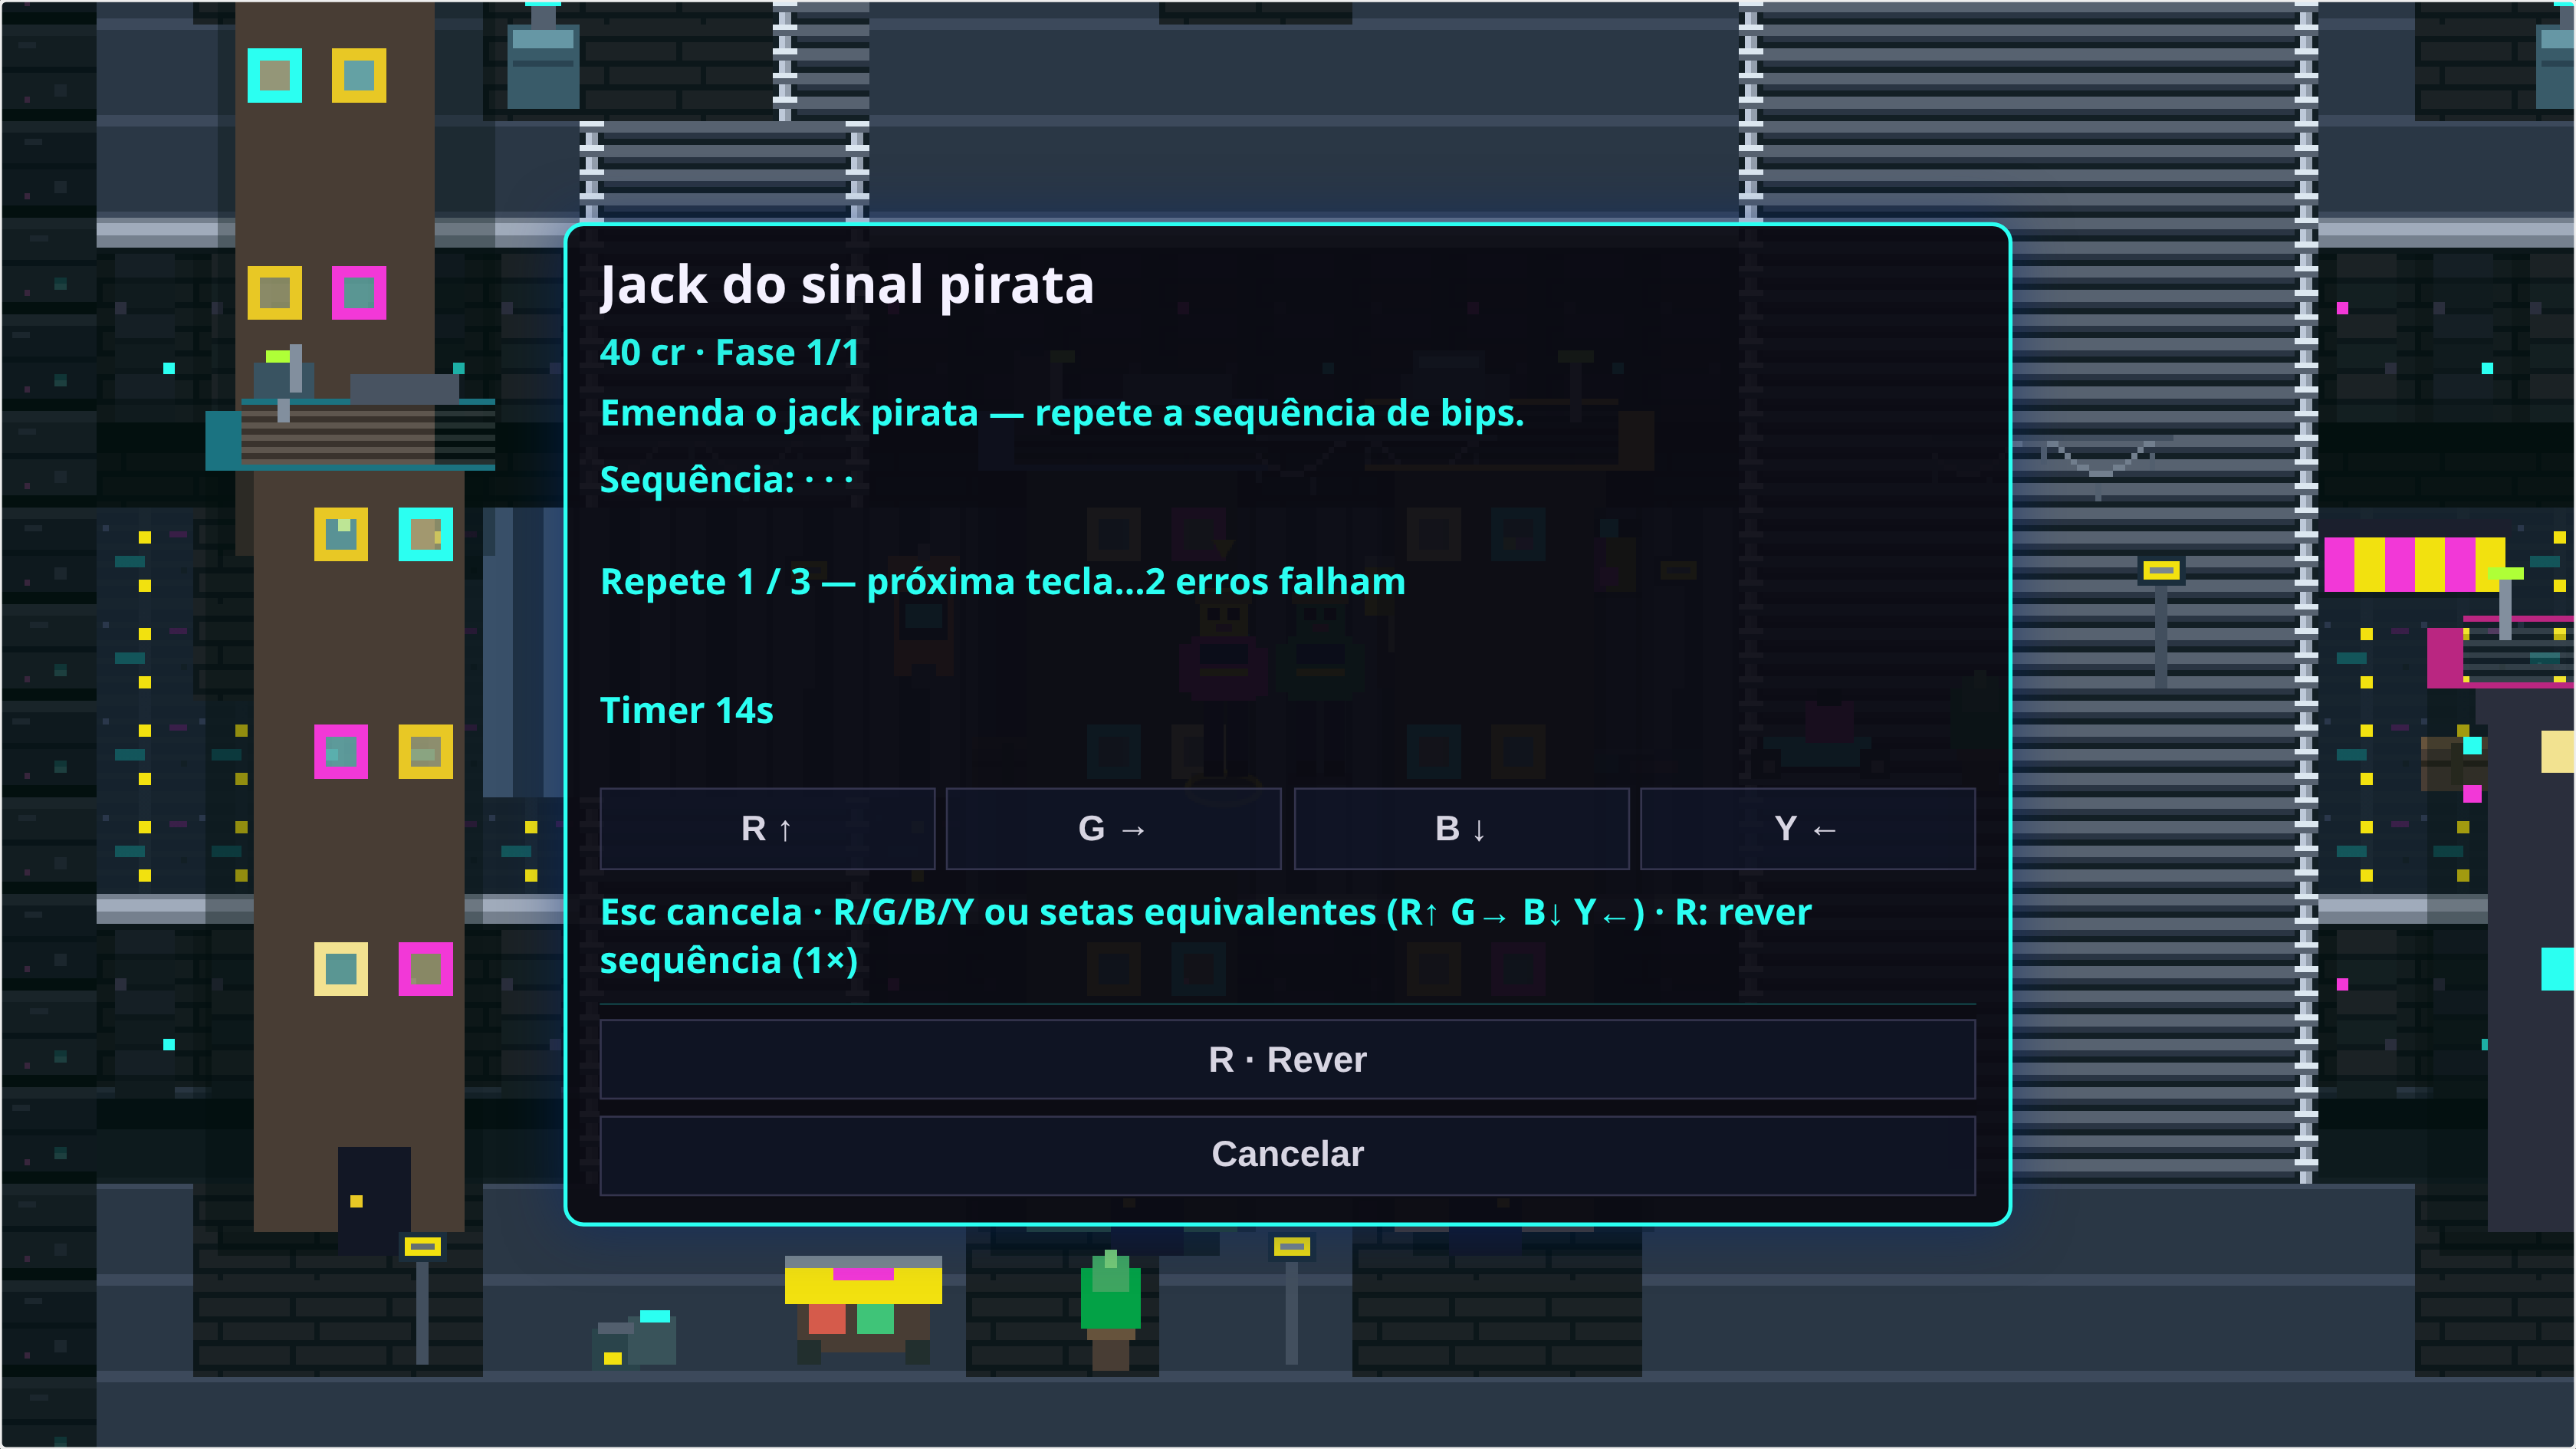 Jack do sinal pirata
40 cr · Fase 1/1
Emenda o jack pirata — repete a sequência de bips.
Sequência: · · ·
Repete 1 / 3 — próxima tecla...2 erros falham
Timer 14s
R ↑
G →
B ↓
Y ←
Esc cancela · R/G/B/Y ou setas equivalentes (R↑ G→ B↓ Y←) · R: rever
sequência (1×)
R · Rever
Cancelar